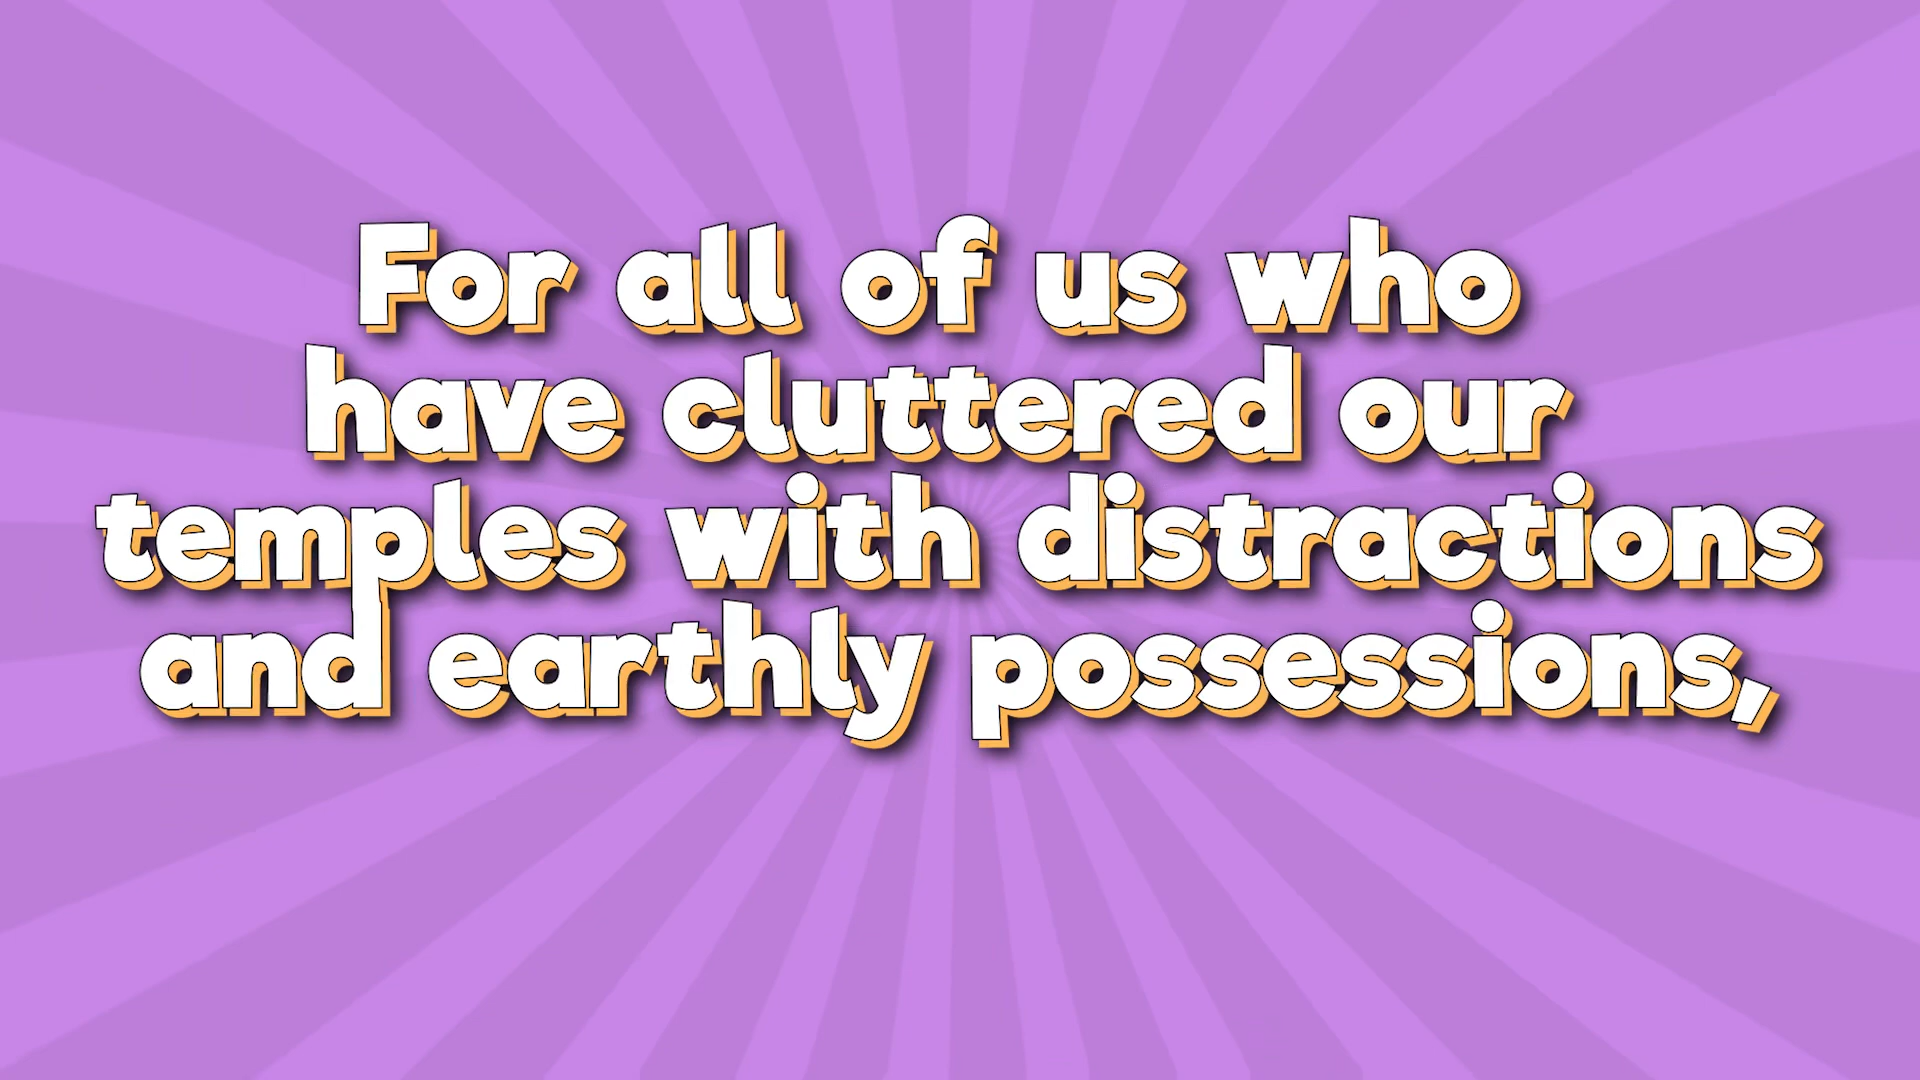 For all of us who
have cluttered our
temples with distractions
and earthly possessions,